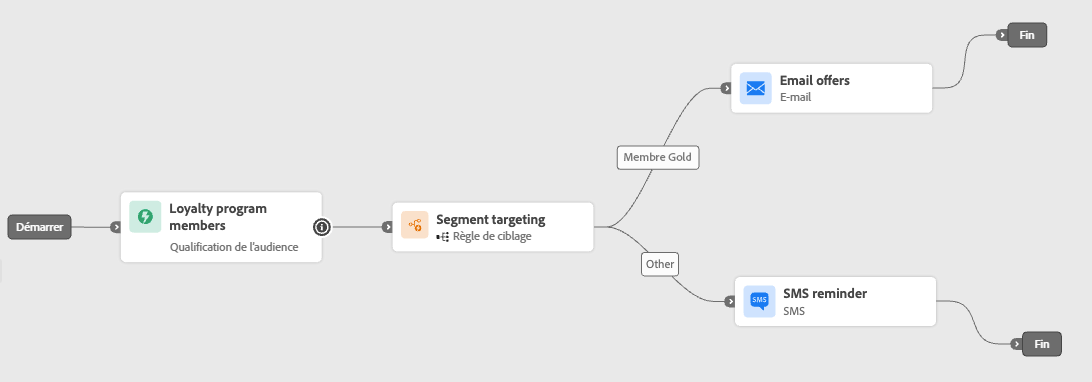 Démarrer
Loyalty program
members
Qualification de l'audience
Segment targeting
Règle de ciblage
Membre Gold
Email offers
E-mail
Fin
Other
SMS
SMS reminder
SMS
Fin